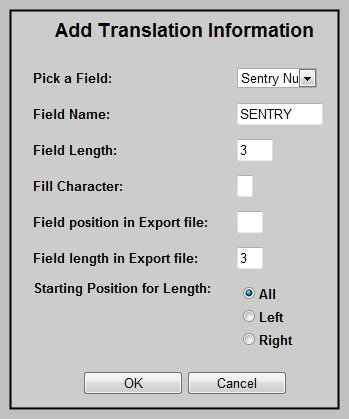 Add Translation Information
Pick a Field: Sentry Nu
Field Name: SENTRY
Field Length: 3
Fill Character:
Field position in Export file:
Field length in Export file: 3
Starting Position for Length: All
Left
Right
OK Cancel